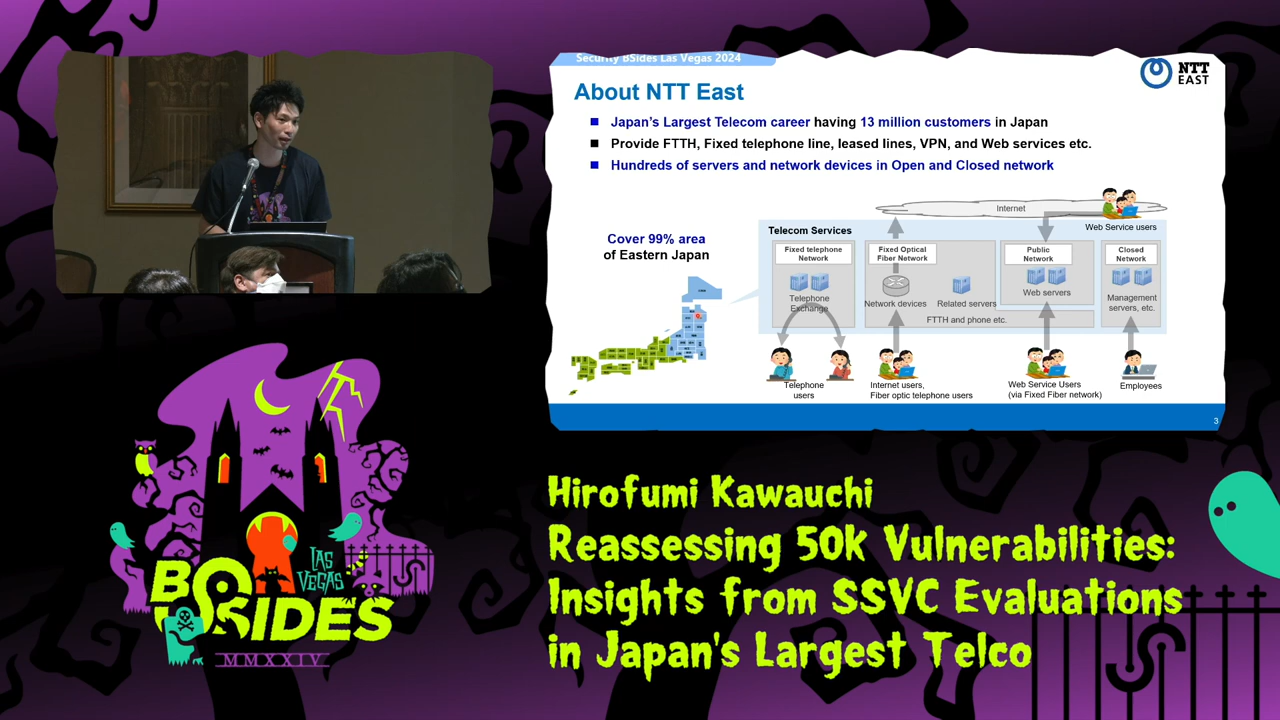 Security BSides Las Vegas 2024
NTT
EAST
About NTT East
Japan's Largest Telecom career having 13 million customers in Japan
Provide FTTH, Fixed telephone line, leased lines, VPN, and Web services etc.
Hundreds of servers and network devices in Open and Closed network
Internet
Web Service users
Cover 99% area
of Eastern Japan
Telecom Services
Fixed telephone
Network
Fixed Optical
Fiber Network
Public
Network
Closed
Network
Telephone
Exchange
Network devices
Related servers
Web servers
Management
servers, etc.
FTTH and phone etc.
Telephone
users
Internet users,
Fiber optic telephone users
Web Service Users
(via Fixed Fiber network)
Employees
3
LAS
VEGAS
BSIDES
MMXXIV
Hirofumi Kawauchi
Reassessing 50k Vulnerabilities:
Insights from SSVC Evaluations
in Japan's Largest Telco